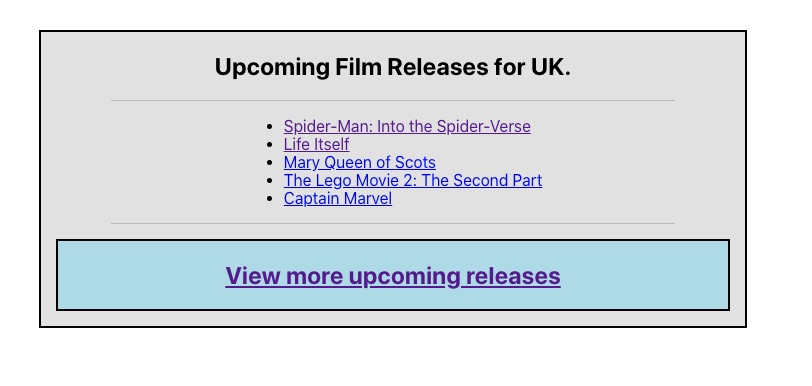 Upcoming Film Releases for UK.
Spider-Man: Into the Spider-Verse
Life Itself
Mary Queen of Scots
The Lego Movie 2: The Second Part
Captain Marvel
View more upcoming releases